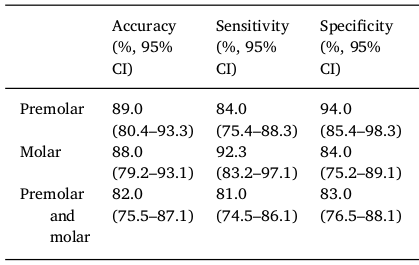 Accuracy Sensitivity Specificity
(%, 95% (%, 95% (%, 95%
CI) CI) CI)
Premolar 89.0 84.0 94.0
(80.4–93.3) (75.4–88.3) (85.4–98.3)
Molar 88.0 92.3 84.0
(79.2–93.1) (83.2–97.1) (75.2–89.1)
Premolar 82.0 81.0 83.0
and (75.5–87.1) (74.5–86.1) (76.5–88.1)
molar